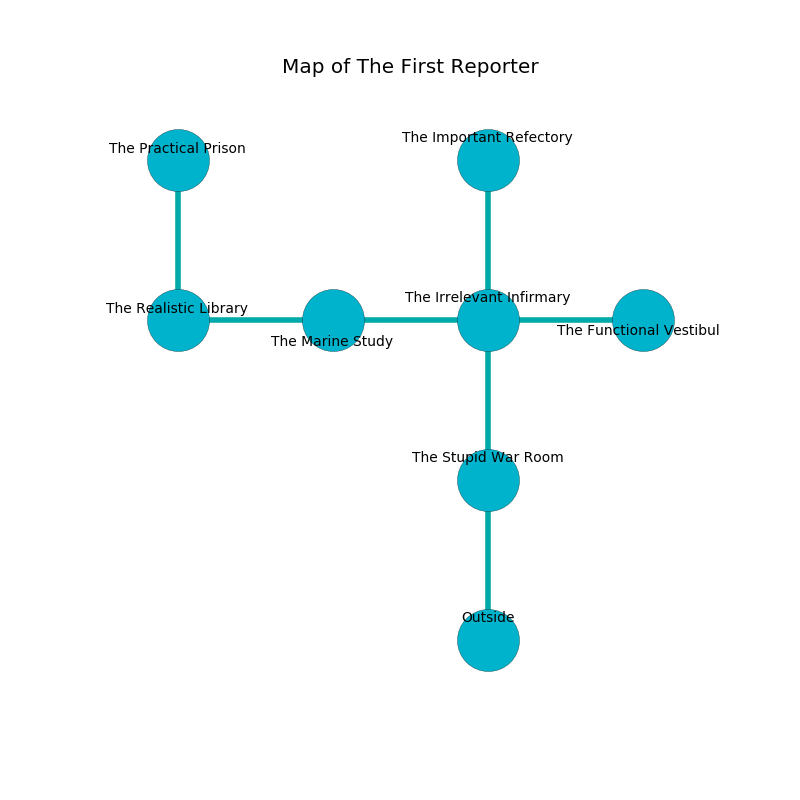 Map of The First Reporter
The Important Refectory
The Practical Prison
The Irrelevant Infirmary
The Realistic Library
The Functional Vestibul
The Marine Study
The Stupid War Room
Outside